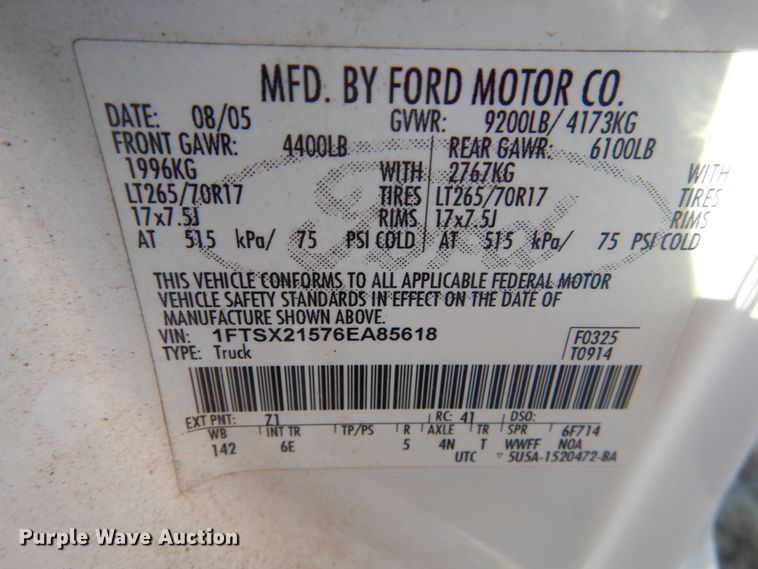 MFD. BY FORD MOTOR CO.
DATE: 08/05 GVWR: 9200LB/ 4173KG
FRONT GAWR: 4400LB REAR GAWR: 6100LB
1996KG WITH 2767KG WITH
LT265/70R17 TIRES LT265/70R17 TIRES
17x7.5J RIMS 17x7.5J RIMS
AT 515 kPa/ 75 PSI COLD AT 515 kPa/ 75 PSI COLD
Ford
THIS VEHICLE CONFORMS TO ALL APPLICABLE FEDERAL MOTOR
VEHICLE SAFETY STANDARDS IN EFFECT ON THE DATE OF
MANUFACTURE SHOWN ABOVE.
VIN: 1FTSX21576EA85618 F0325
TYPE: Truck T0914
EXT PNT: Z1 RC: 41 DSO:
WB INT TR TP/PS R AXLE TR SPR 6F714
142 6E 5 4N T WWFF NOA
UTC 5U5A-1520472-BA
Purple Wave Auction